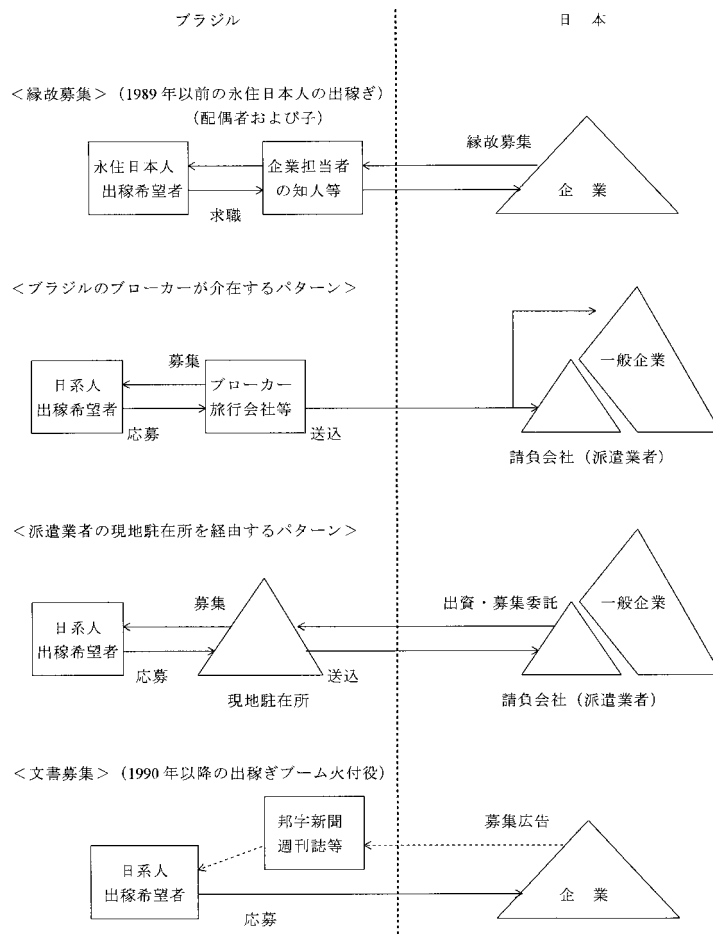 ブラジル
日 本
＜縁故募集＞（1989年以前の永住日本人の出稼ぎ）
（配偶者および子）
縁故募集
永住日本人
出稼希望者
企業担当者
の知人等
求職
企 業
＜ブラジルのブローカーが介在するパターン＞
募集
日系人
出稼希望者
ブローカー
旅行会社等
応募
送込
一般企業
請負会社（派遣業者）
＜派遣業者の現地駐在所を経由するパターン＞
募集
出資・募集委託
一般企業
日系人
出稼希望者
応募
送込
現地駐在所
請負会社（派遣業者）
＜文書募集＞（1990年以降の出稼ぎブーム火付役）
邦字新聞
週刊誌等
募集広告
日系人
出稼希望者
応募
企 業